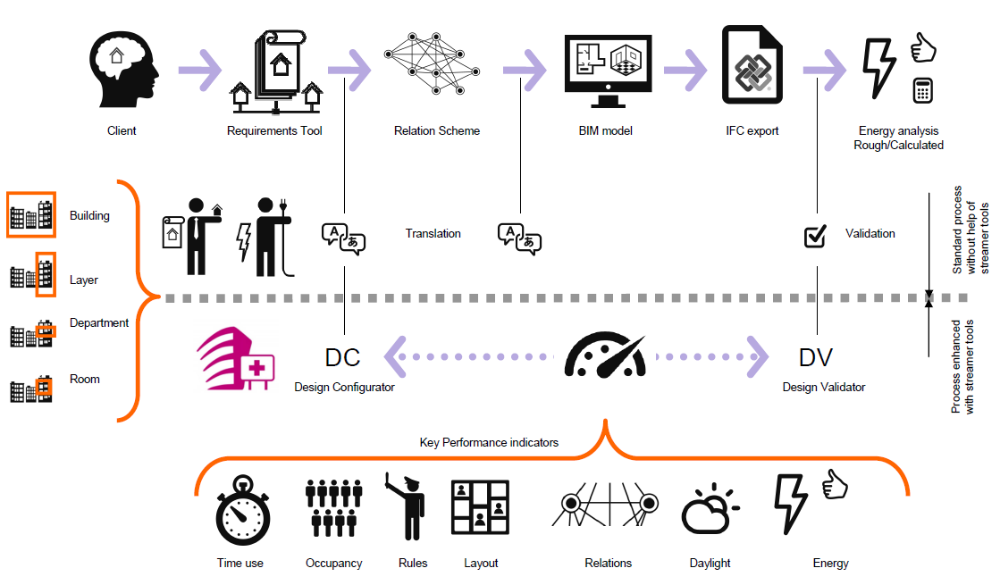 Client
Requirements Tool
Relation Scheme
BIM model
IFC export
Energy analysis
Rough/Calculated
Building
Layer
Department
Room
A あ
Translation
A あ
Validation
Standard process
without help of
streamer tools
DC
Design Configurator
DV
Design Validator
Process enhanced
with streamer tools
Key Performance indicators
Time use
Occupancy
Rules
Layout
Relations
Daylight
Energy